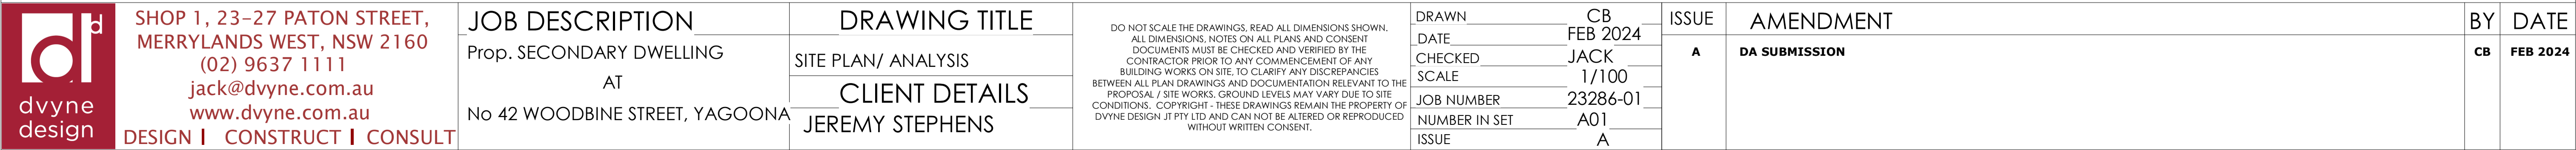 d
dvyne
design
SHOP 1, 23-27 PATON STREET,
MERRYLANDS WEST, NSW 2160
(02) 9637 1111
jack@dvyne.com.au
www.dvyne.com.au
DESIGN | CONSTRUCT | CONSULT
JOB DESCRIPTION
Prop. SECONDARY DWELLING
AT
No 42 WOODBINE STREET, YAGOONA
DRAWING TITLE
SITE PLAN/ ANALYSIS
CLIENT DETAILS
JEREMY STEPHENS
DO NOT SCALE THE DRAWINGS, READ ALL DIMENSIONS SHOWN.
ALL DIMENSIONS, NOTES ON ALL PLANS AND CONSENT
DOCUMENTS MUST BE CHECKED AND VERIFIED BY THE
CONTRACTOR PRIOR TO ANY COMMENCEMENT OF ANY
BUILDING WORKS ON SITE, TO CLARIFY ANY DISCREPANCIES
BETWEEN ALL PLAN DRAWINGS AND DOCUMENTATION RELEVANT TO THE
PROPOSAL / SITE WORKS. GROUND LEVELS MAY VARY DUE TO SITE
CONDITIONS. COPYRIGHT - THESE DRAWINGS REMAIN THE PROPERTY OF
DVYNE DESIGN JT PTY LTD AND CAN NOT BE ALTERED OR REPRODUCED
WITHOUT WRITTEN CONSENT.
DRAWN CB
DATE FEB 2024
CHECKED JACK
SCALE 1/100
JOB NUMBER 23286-01
NUMBER IN SET A01
ISSUE A
ISSUE AMENDMENT BY DATE
A DA SUBMISSION CB FEB 2024